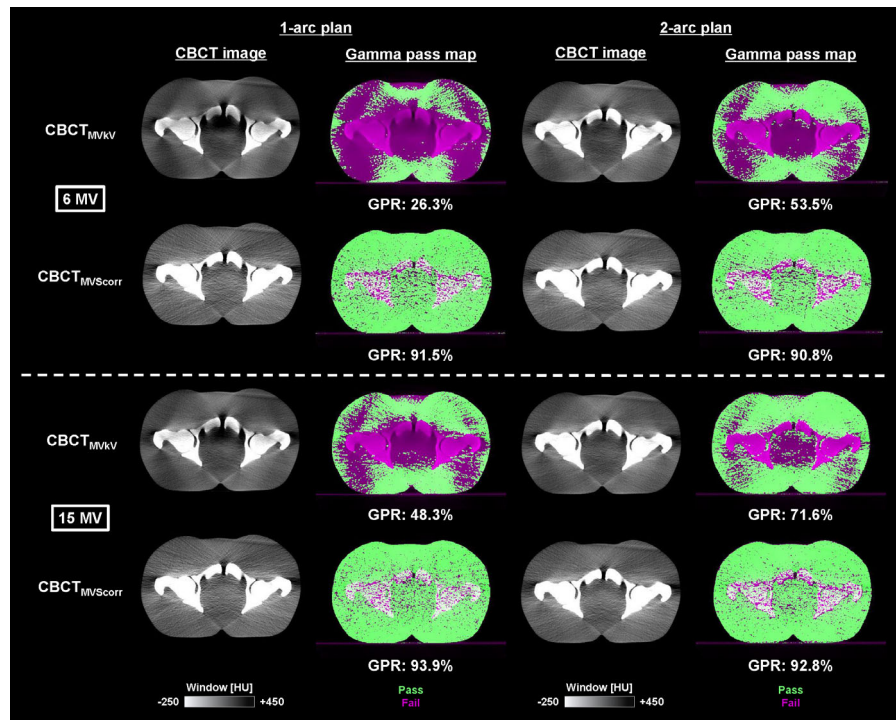 1-arc plan 2-arc plan
CBCT image Gamma pass map CBCT image Gamma pass map
CBCTMVkV
6 MV
GPR: 26.3% GPR: 53.5%
CBCTMVScorr
GPR: 91.5% GPR: 90.8%
CBCTMVkV
15 MV
GPR: 48.3% GPR: 71.6%
CBCTMVScorr
GPR: 93.9% GPR: 92.8%
Window [HU] Pass Window [HU] Pass
-250 +450 Fail -250 +450 Fail